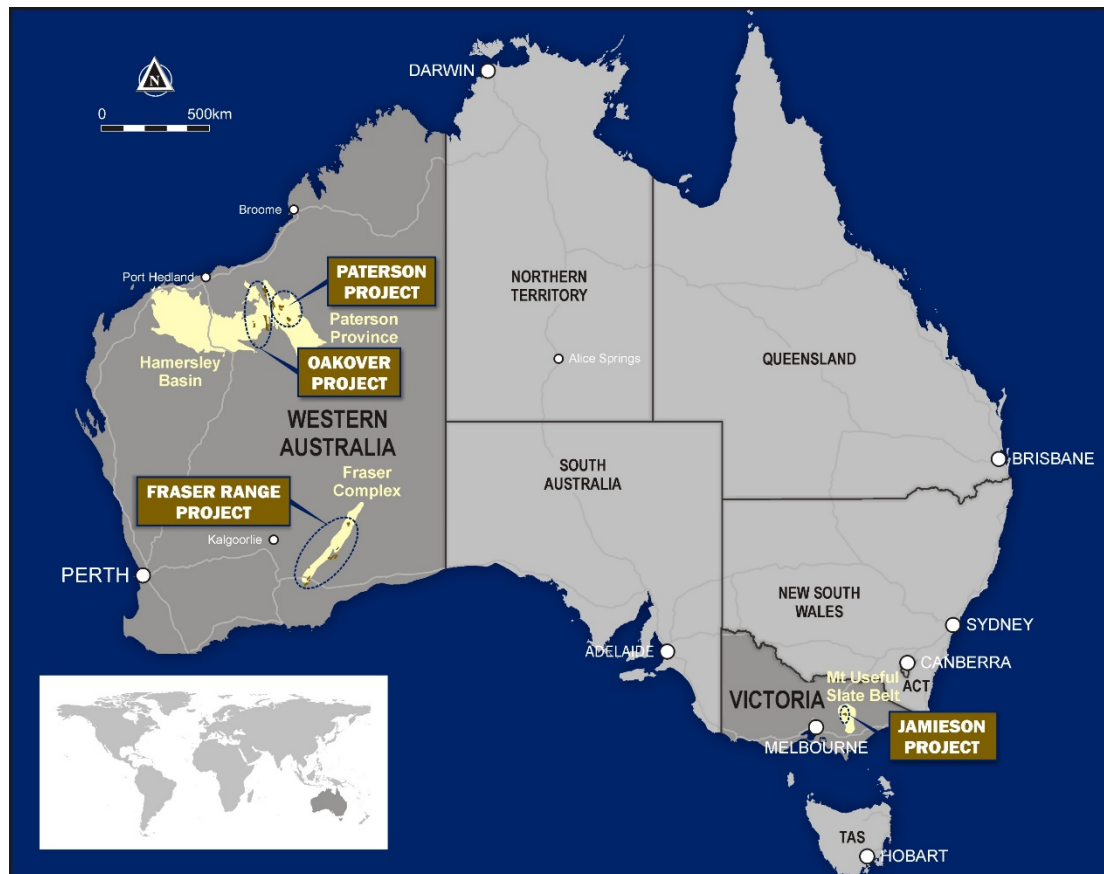 DARWIN
N
0 500km
Broome
Port Hedland
PATERSON
PROJECT
NORTHERN
TERRITORY
Paterson
Province
Hamersley
Basin
OAKOVER
PROJECT
Alice Springs
QUEENSLAND
WESTERN
AUSTRALIA
SOUTH
AUSTRALIA
Fraser
Complex
FRASER RANGE
PROJECT
Kalgoorlie
PERTH
BRISBANE
NEW SOUTH
WALES
SYDNEY
ADELAIDE
CANBERRA
ACT
Mt Useful
Slate Belt
VICTORIA
JAMIESON
PROJECT
MELBOURNE
TAS
HOBART